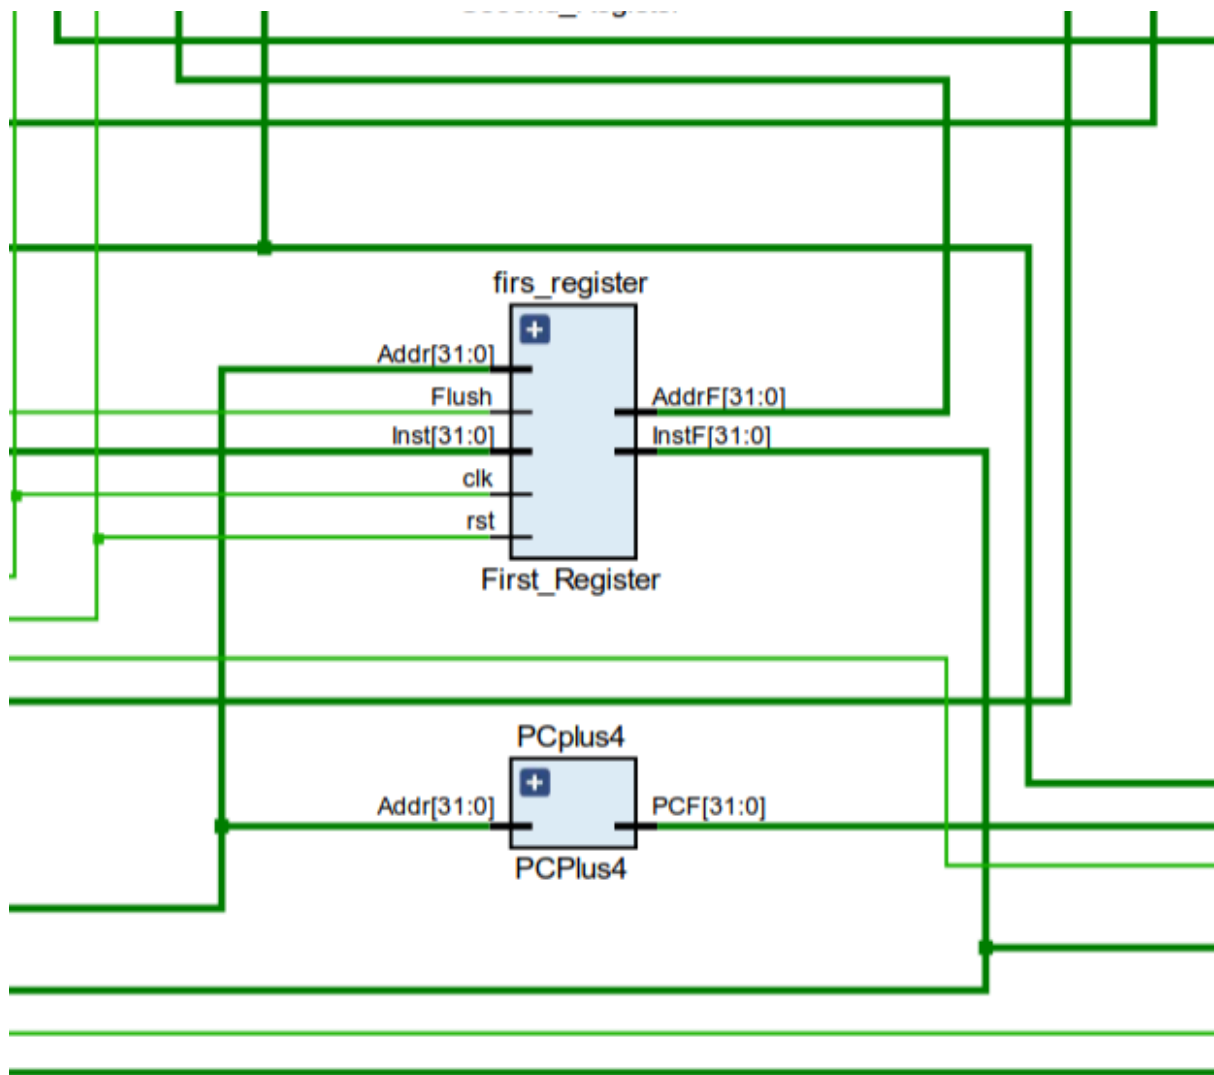 firs_register
Addr[31:0]
Flush
AddrF[31:0]
Inst[31:0]
InstF[31:0]
clk
rst
First_Register
PCplus4
Addr[31:0]
PCF[31:0]
PCPlus4